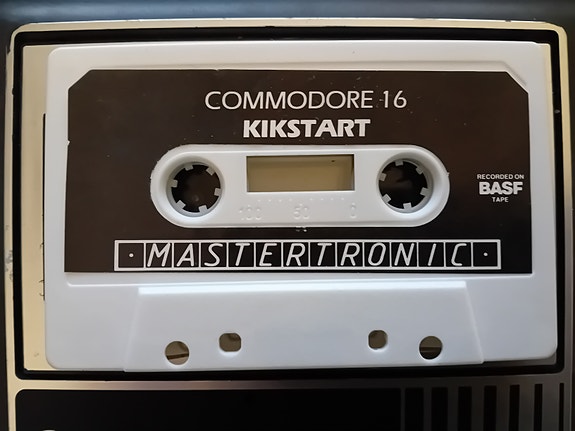 COMMODORE 16
KIKSTART
RECORDED ON
BASF
TAPE
100 50 0
· MASTERTRONIC ·